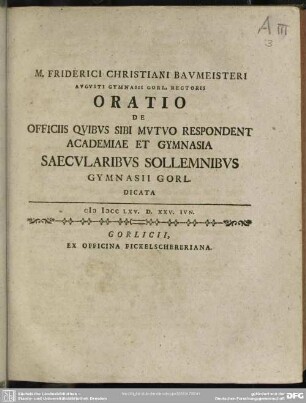 A III
3
M. FRIDERICI CHRISTIANI BAVMEISTERI
AVGVSTI GYMNASII GORL. RECTORIS
ORATIO
DE
OFFICIIS QVIBVS SIBI MVTVO RESPONDENT
ACADEMIAE ET GYMNASIA
SAECVLARIBVS SOLLEMNIBVS
GYMNASII GORL.
DICATA
cIↃ IↃcc LXV. D. XXV. IVN.
GORLICII,
EX OFFICINA FICKELSCHERERIANA.